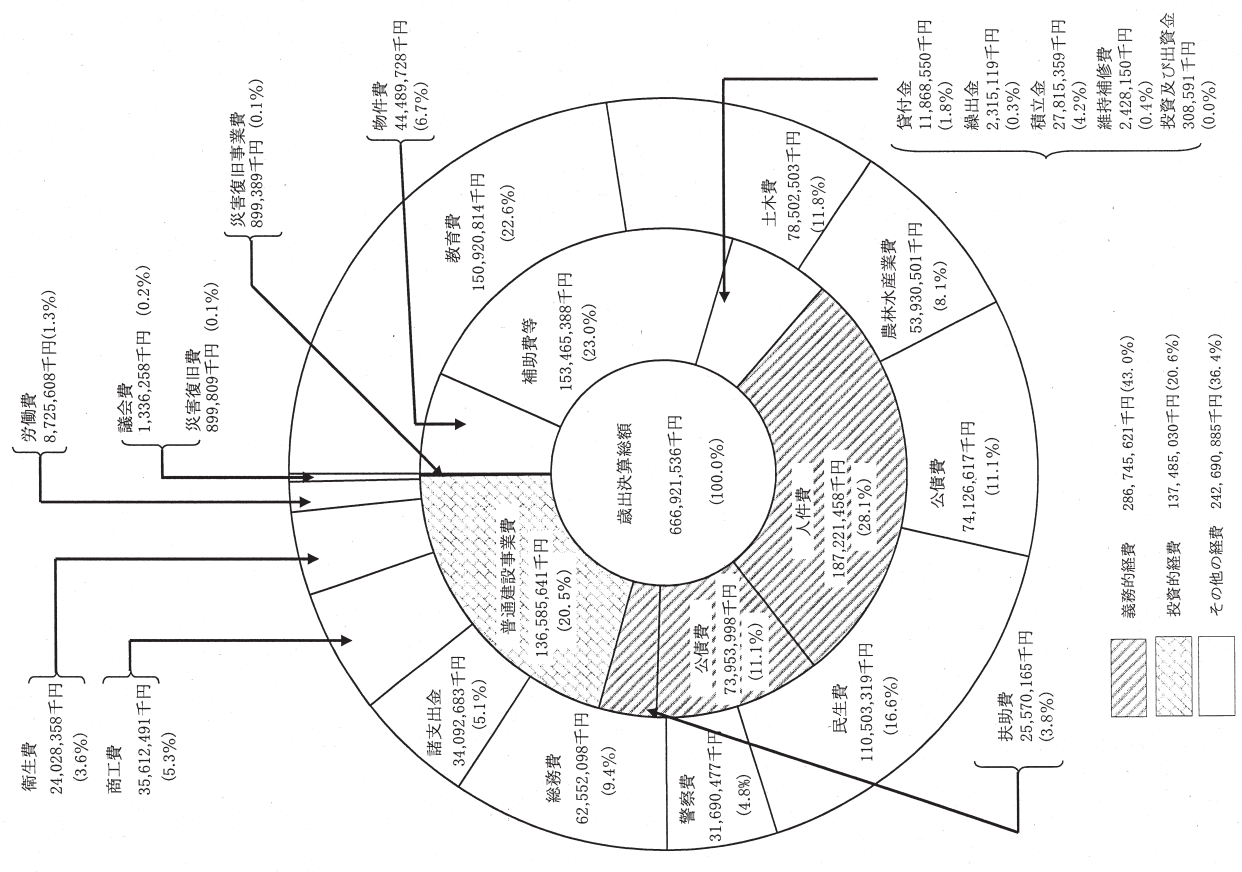 歳出決算総額
666,921,536千円
(100.0%)
教育費
150,920,814千円
(22.6%)
土木費
78,502,503千円
(11.8%)
農林水産業費
53,930,501千円
(8.1%)
公債費
74,126,617千円
(11.1%)
民生費
110,503,319千円
(16.6%)
警察費
31,690,477千円
(4.8%)
総務費
62,552,098千円
(9.4%)
諸支出金
34,092,683千円
(5.1%)
商工費
35,612,491千円
(5.3%)
衛生費
24,028,358千円
(3.6%)
労働費
8,725,608千円(1.3%)
議会費
1,336,258千円 (0.2%)
災害復旧費
899,809千円 (0.1%)
災害復旧事業費
899,389千円 (0.1%)
物件費
44,489,728千円
(6.7%)
補助費等
153,465,388千円
(23.0%)
貸付金
11,868,550千円
(1.8%)
繰出金
2,315,119千円
(0.3%)
積立金
27,815,359千円
(4.2%)
維持補修費
2,428,150千円
(0.4%)
投資及び出資金
308,591千円
(0.0%)
人件費
187,221,458千円
(28.1%)
公債費
73,953,998千円
(11.1%)
扶助費
25,570,165千円
(3.8%)
普通建設事業費
136,585,641千円
(20.5%)
義務的経費 286,745,621千円(43.0%)
投資的経費 137,485,030千円(20.6%)
その他の経費 242,690,885千円(36.4%)